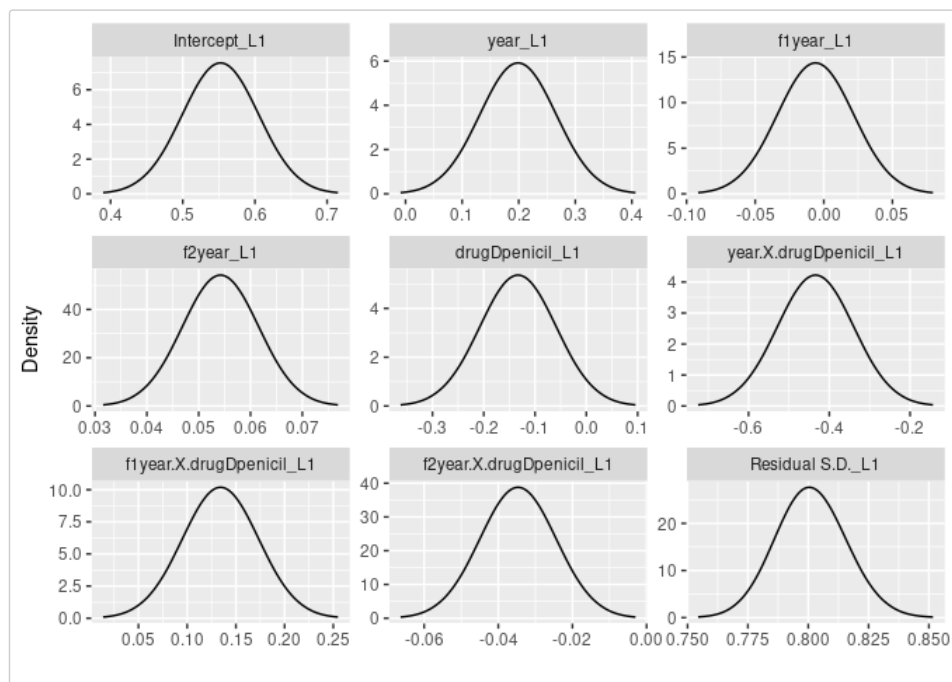 Intercept_L1
year_L1
f1year_L1
6
4
2
0
0.4 0.5 0.6 0.7
6
4
2
0
0.0 0.1 0.2 0.3 0.4
15
10
5
0
-0.10 -0.05 0.00 0.05
Density
f2year_L1
drugDpenicil_L1
year.X.drugDpenicil_L1
40
20
0
0.03 0.04 0.05 0.06 0.07
4
2
0
-0.3 -0.2 -0.1 0.0 0.1
4
3
2
1
0
-0.6 -0.4 -0.2
f1year.X.drugDpenicil_L1
f2year.X.drugDpenicil_L1
Residual S.D._L1
10.0
7.5
5.0
2.5
0.0
0.05 0.10 0.15 0.20 0.25
40
30
20
10
0
-0.06 -0.04 -0.02 0.00
20
10
0
0.750 0.775 0.800 0.825 0.850